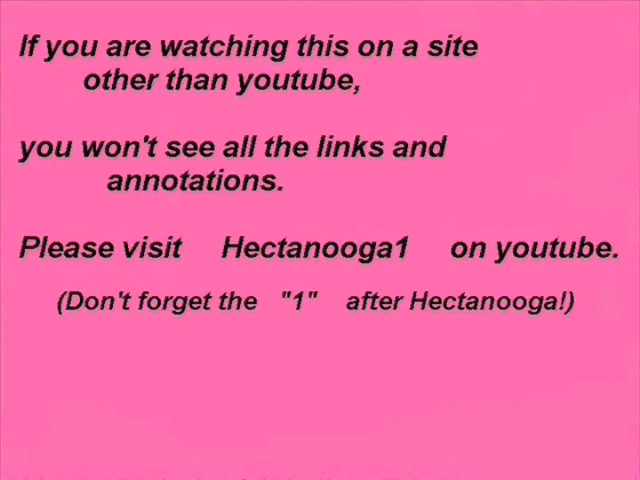 If you are watching this on a site
other than youtube,
you won't see all the links and
annotations.
Please visit Hectanooga1 on youtube.
(Don't forget the "1" after Hectanooga!)